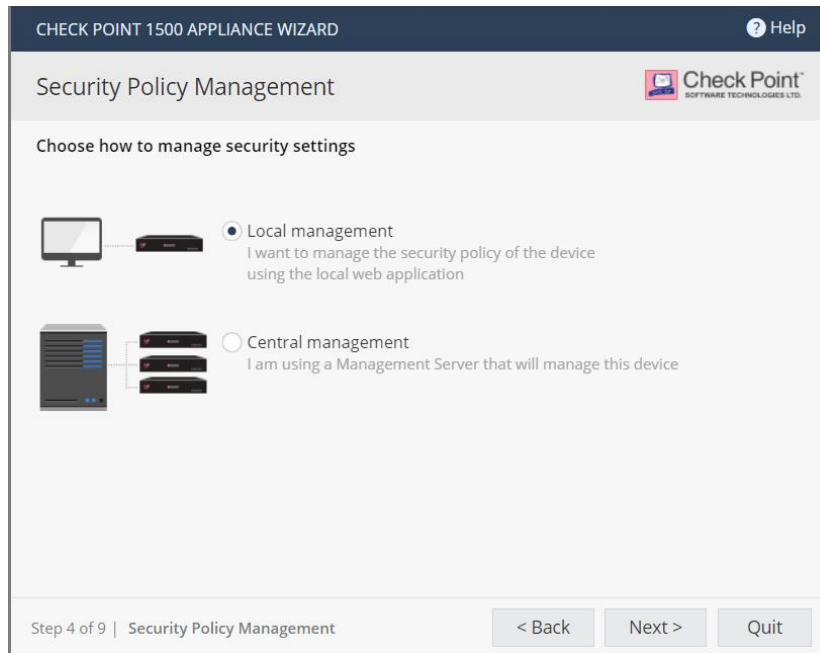 CHECK POINT 1500 APPLIANCE WIZARD
? Help
Security Policy Management
Check Point
SOFTWARE TECHNOLOGIES LTD.
Choose how to manage security settings
Local management
I want to manage the security policy of the device
using the local web application
Central management
I am using a Management Server that will manage this device
Step 4 of 9 | Security Policy Management
< Back
Next >
Quit